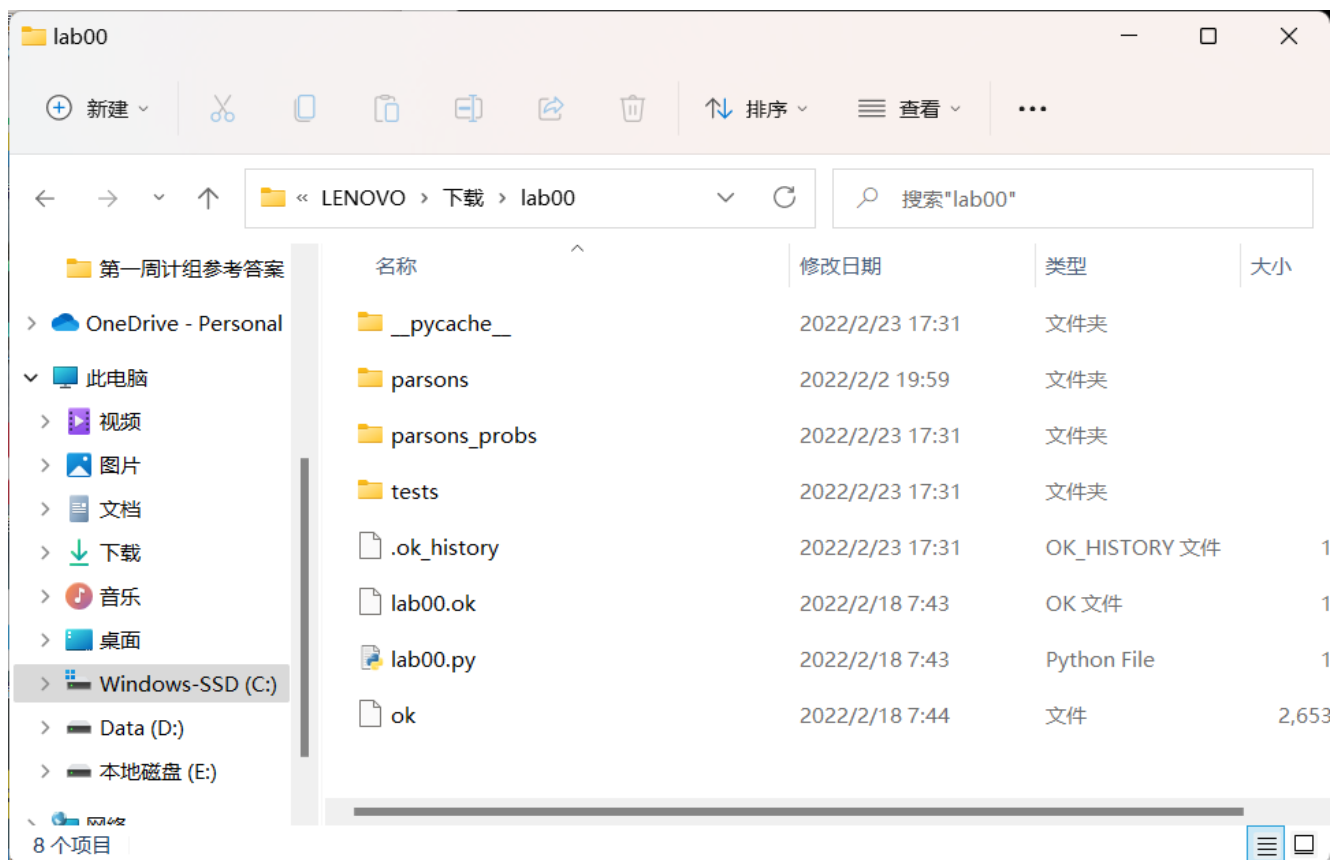 lab00
新建 排序 查看 •••
« LENOVO > 下载 > lab00 搜索"lab00"
名称 修改日期 类型 大小
第一周计组参考答案
OneDrive - Personal
此电脑
视频
图片
文档
下载
音乐
桌面
Windows-SSD (C:)
Data (D:)
本地磁盘 (E:)
网络
__pycache__ 2022/2/23 17:31 文件夹
parsons 2022/2/2 19:59 文件夹
parsons_probs 2022/2/23 17:31 文件夹
tests 2022/2/23 17:31 文件夹
.ok_history 2022/2/23 17:31 OK_HISTORY 文件 1
lab00.ok 2022/2/18 7:43 OK 文件 1
lab00.py 2022/2/18 7:43 Python File 1
ok 2022/2/18 7:44 文件 2,653
8 个项目